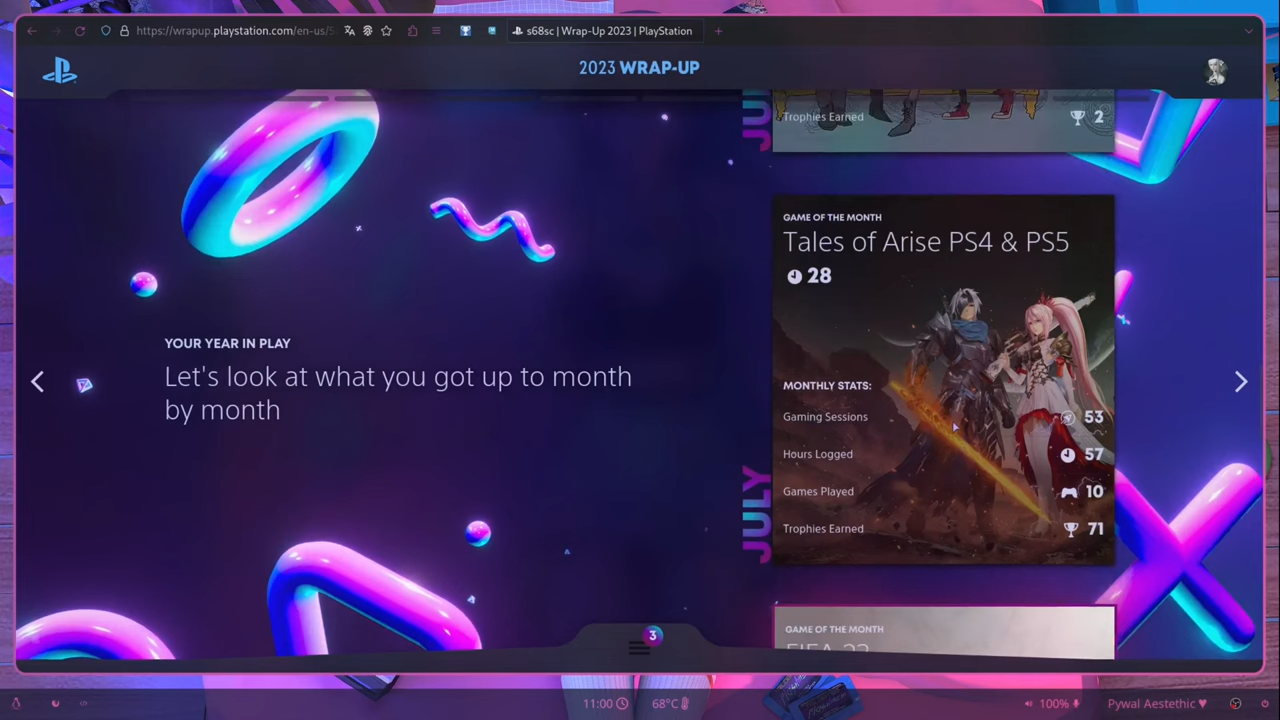 https://wrapup.playstation.com/en-us/5
s68sc | Wrap-Up 2023 | PlayStation
2023 WRAP-UP
JULY
Trophies Earned
2
GAME OF THE MONTH
Tales of Arise PS4 & PS5
28
YOUR YEAR IN PLAY
Let's look at what you got up to month
by month
MONTHLY STATS:
Gaming Sessions
53
Hours Logged
57
Games Played
10
Trophies Earned
71
JULY
GAME OF THE MONTH
3
11:00
68°C
100%
Pywal Aestethic ♥